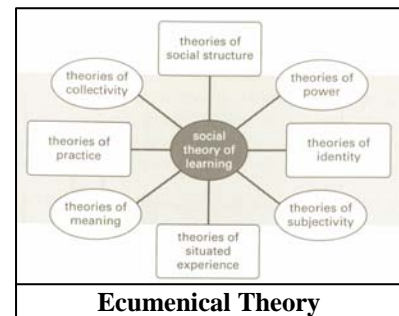 theories of
social structure
theories of
collectivity
theories of
power
theories of
practice
social
theory of
learning
theories of
identity
theories of
meaning
theories of
subjectivity
theories of
situated
experience
Ecumenical Theory